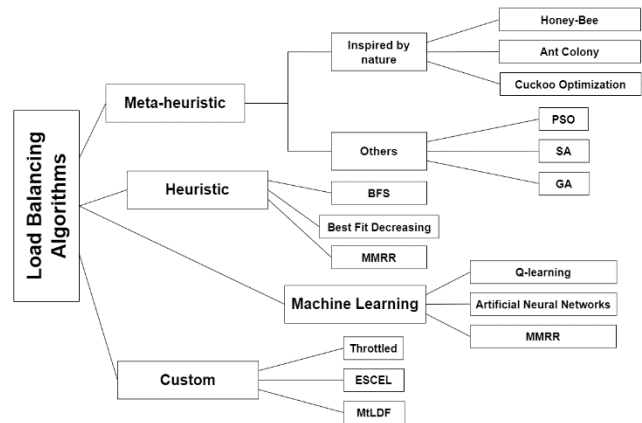 Load Balancing
Algorithms
Meta-heuristic
Inspired by
nature
Honey-Bee
Ant Colony
Cuckoo Optimization
Others
PSO
SA
GA
Heuristic
BFS
Best Fit Decreasing
MMRR
Machine Learning
Q-learning
Artificial Neural Networks
MMRR
Custom
Throttled
ESCEL
MtLDF